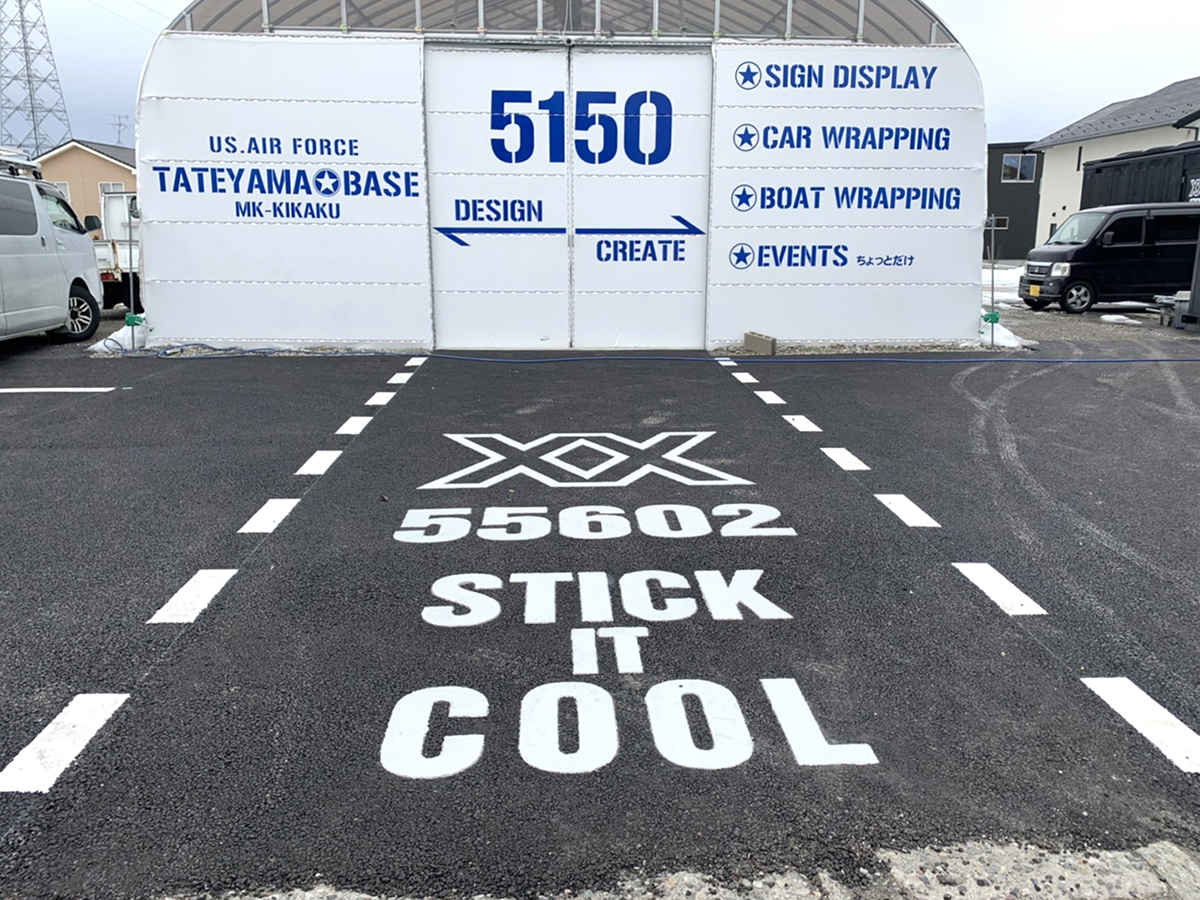 US.AIR FORCE
TATEYAMA BASE
MK-KIKAKU
5150
DESIGN
CREATE
SIGN DISPLAY
CAR WRAPPING
BOAT WRAPPING
EVENTS ちょっとだけ
XX
55602
STICK
IT
COOL